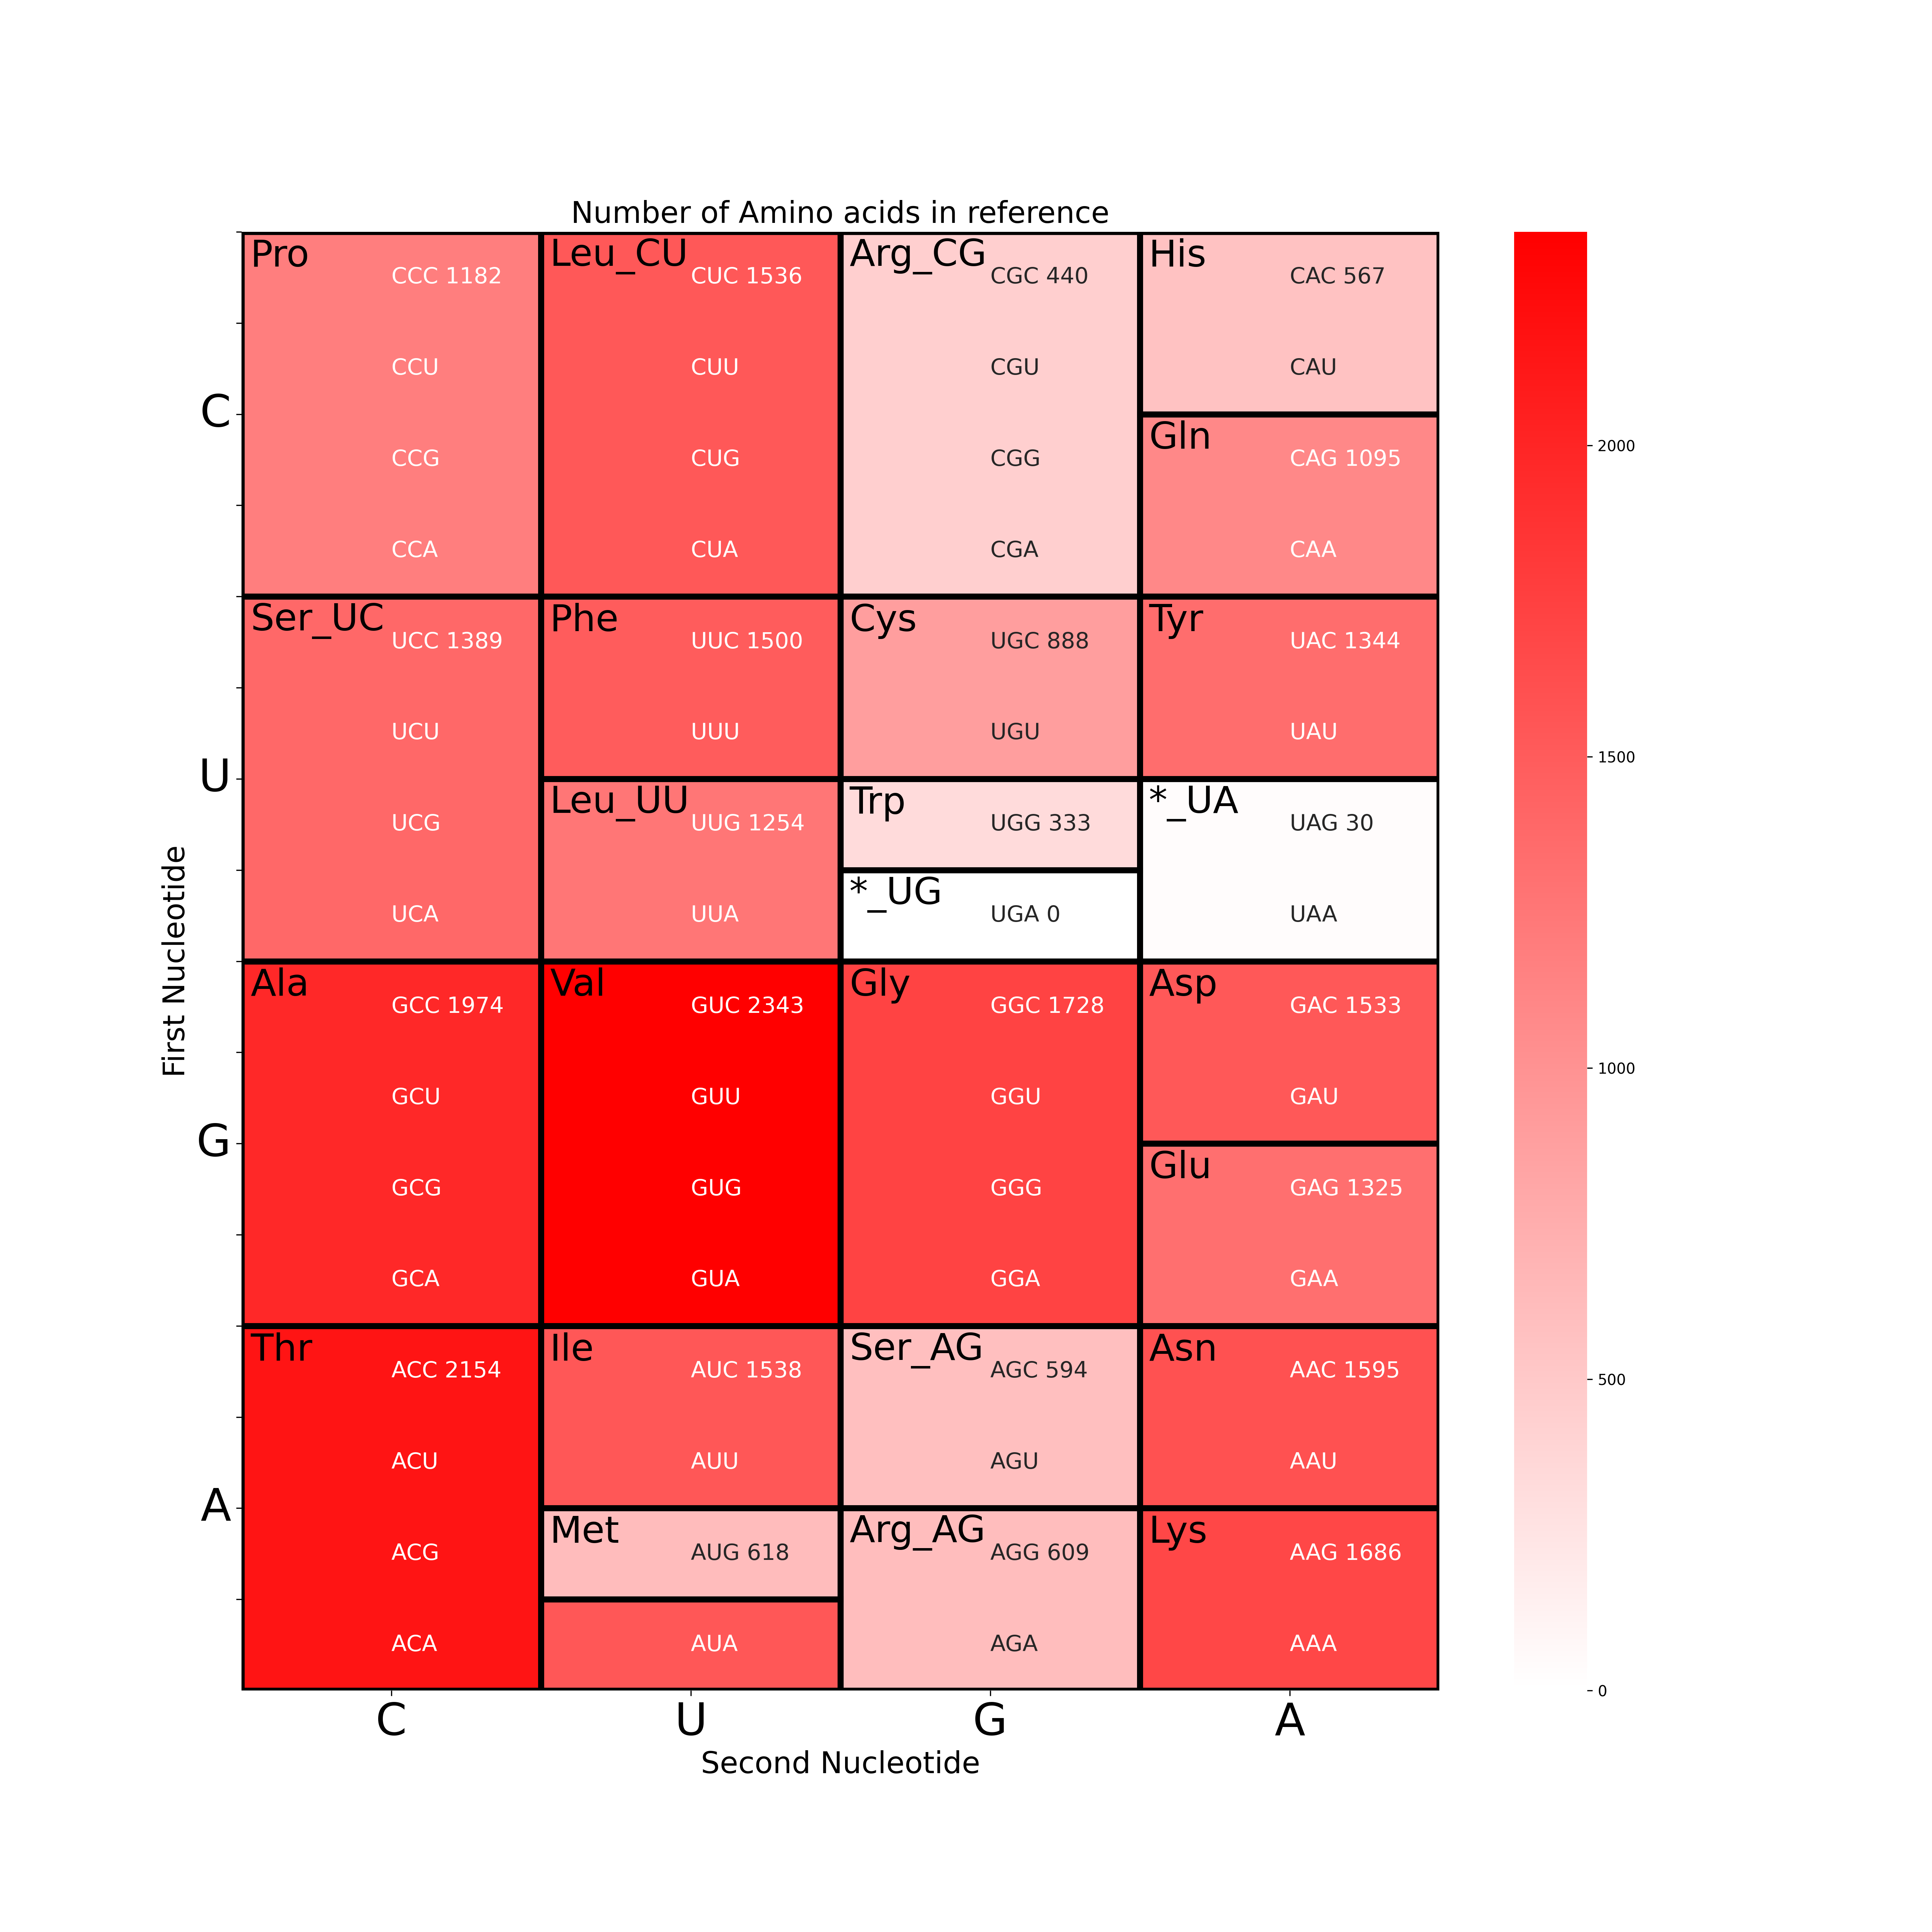 Number of Amino acids in reference
Pro
CCC 1182
CCU
CCG
CCA
Leu_CU
CUC 1536
CUU
CUG
CUA
Arg_CG
CGC 440
CGU
CGG
CGA
His
CAC 567
CAU
Gln
CAG 1095
CAA
Ser_UC
UCC 1389
UCU
UCG
UCA
Phe
UUC 1500
UUU
Leu_UU
UUG 1254
UUA
Cys
UGC 888
UGU
Trp
UGG 333
*_UG
UGA 0
Tyr
UAC 1344
UAU
*_UA
UAG 30
UAA
Ala
GCC 1974
GCU
GCG
GCA
Val
GUC 2343
GUU
GUG
GUA
Gly
GGC 1728
GGU
GGG
GGA
Asp
GAC 1533
GAU
Glu
GAG 1325
GAA
Thr
ACC 2154
ACU
ACG
ACA
Ile
AUC 1538
AUU
Met
AUG 618
AUA
Ser_AG
AGC 594
AGU
Arg_AG
AGG 609
AGA
Asn
AAC 1595
AAU
Lys
AAG 1686
AAA
C
U
G
A
First Nucleotide
C
U
G
A
Second Nucleotide
2000
1500
1000
500
0